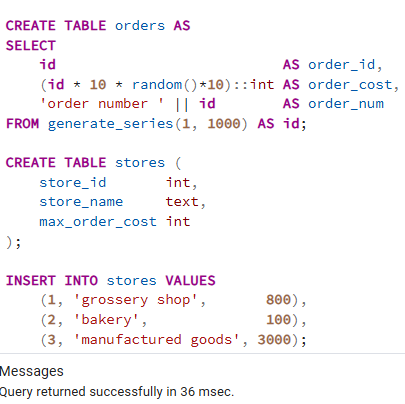 CREATE TABLE orders AS
SELECT
    id                            AS order_id,
    (id * 10 * random()*10)::int AS order_cost,
    'order number ' || id        AS order_num
FROM generate_series(1, 1000) AS id;
CREATE TABLE stores (
    store_id       int,
    store_name     text,
    max_order_cost int
);
INSERT INTO stores VALUES
    (1, 'grossery shop',       800),
    (2, 'bakery',              100),
    (3, 'manufactured goods', 3000);
Messages
Query returned successfully in 36 msec.